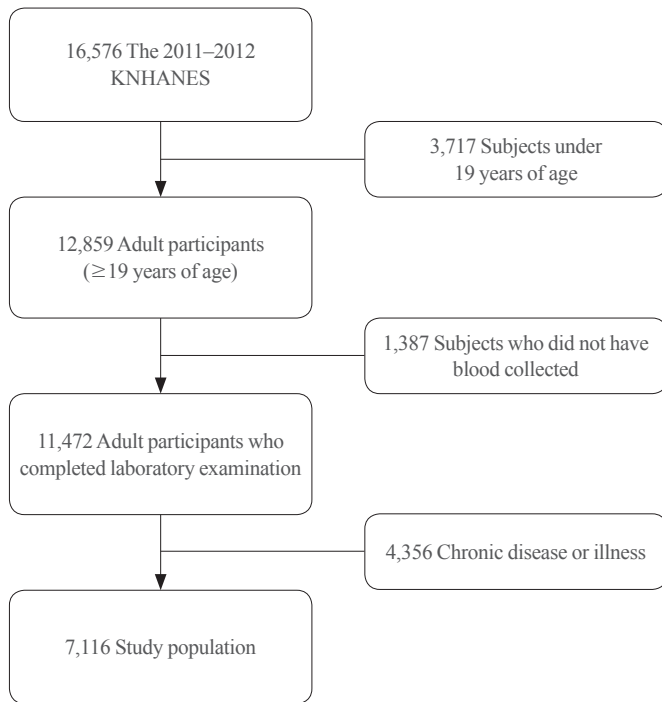 16,576 The 2011–2012
KNHANES
3,717 Subjects under
19 years of age
12,859 Adult participants
(≥19 years of age)
1,387 Subjects who did not have
blood collected
11,472 Adult participants who
completed laboratory examination
4,356 Chronic disease or illness
7,116 Study population